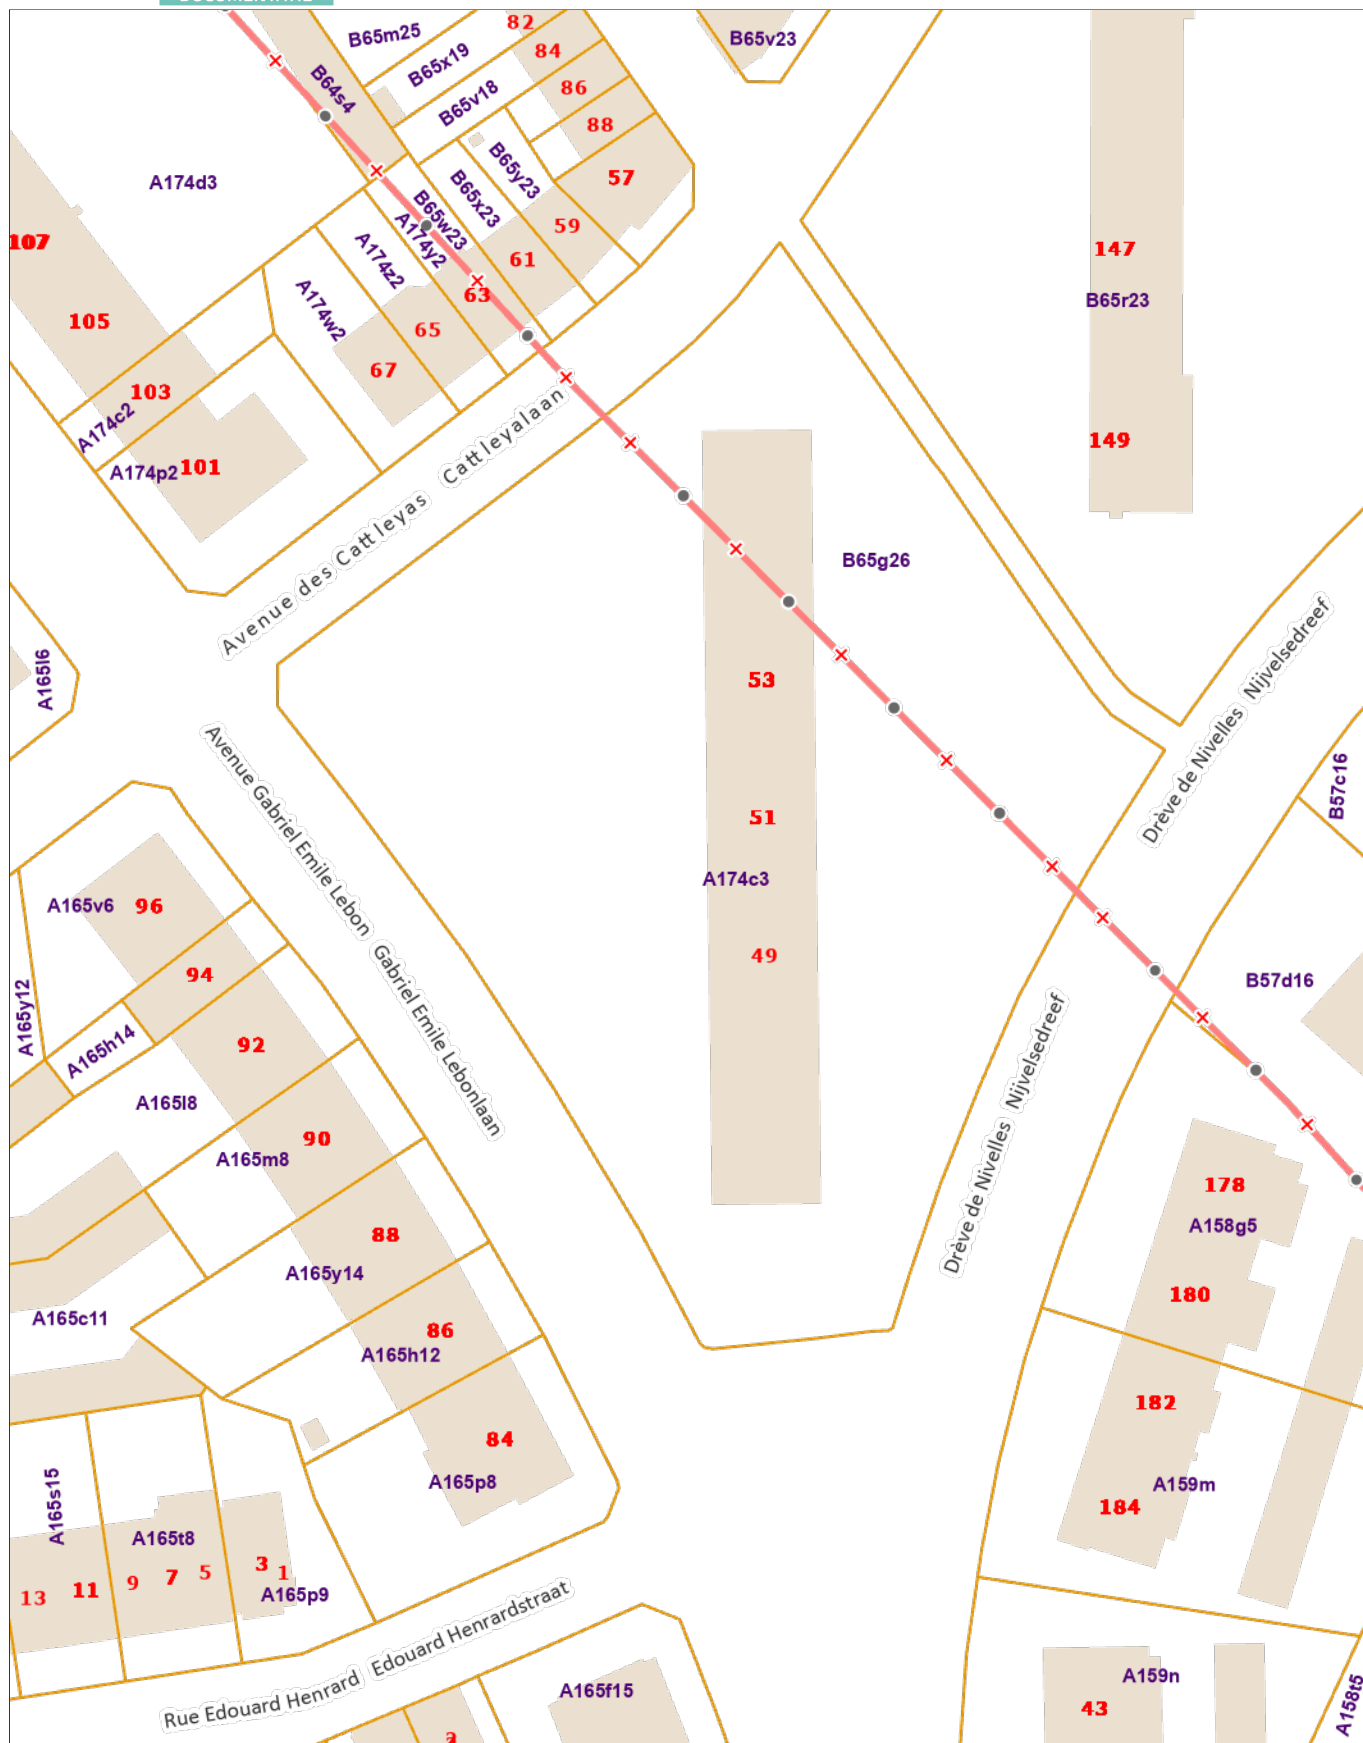 B65m25
82
B65v23
B65x19
84
B64s4
B65v18
86
88
A174d3
B65y23
57
B65x23
B65w23
59
107
A174y2
147
A174z2
61
63
B65r23
A174w2
105
65
67
103
149
A174c2
A174p2
101
Avenue des Cattleyas Cattleyalaan
B65g26
A165l6
53
Drève de Nivelles Nijvelsedreef
B57c16
51
Avenue Gabriel Emile Lebon Gabriel Emile Lebonlaan
A174c3
A165v6
96
49
94
B57d16
A165y12
92
A165h14
A165l8
Drève de Nivelles Nijvelsedreef
90
A165m8
178
A158g5
88
A165y14
180
A165c11
86
A165h12
182
84
A165p8
A159m
184
A165s15
A165t8
13
11
9
7
5
3
1
A165p9
Rue Edouard Henrard Edouard Henrardstraat
A165f15
A159n
43
A158t5